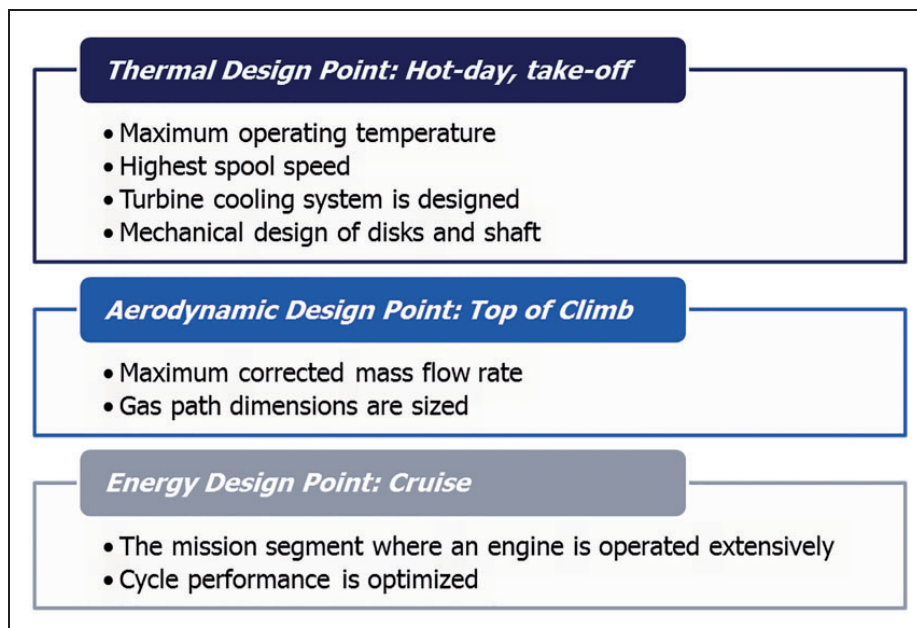 Thermal Design Point: Hot-day, take-off
• Maximum operating temperature
• Highest spool speed
• Turbine cooling system is designed
• Mechanical design of disks and shaft
Aerodynamic Design Point: Top of Climb
• Maximum corrected mass flow rate
• Gas path dimensions are sized
Energy Design Point: Cruise
• The mission segment where an engine is operated extensively
• Cycle performance is optimized